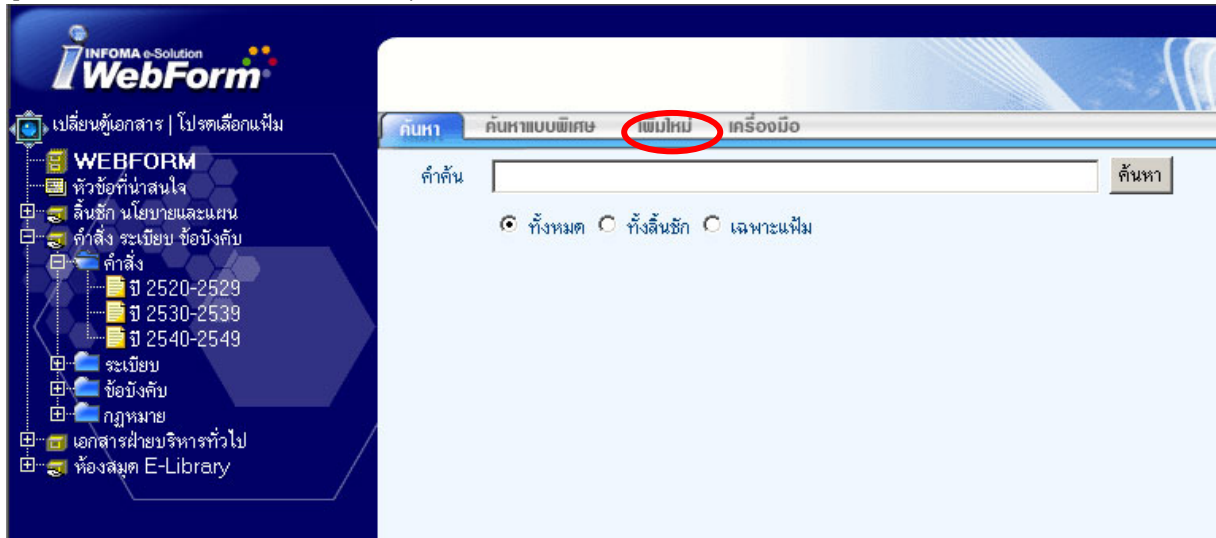 INFOMA e-Solution
WebForm
เปลี่ยนตู้เอกสาร | โปรดเลือกแฟ้ม
ค้นหา ค้นหาแบบพิเศษ เพิ่มใหม่ เครื่องมือ
WEBFORM
หัวข้อที่น่าสนใจ
ลิ้นชัก นโยบายและแผน
คำสั่ง ระเบียบ ข้อบังคับ
คำสั่ง
ปี 2520-2529
ปี 2530-2539
ปี 2540-2549
ระเบียบ
ข้อบังคับ
กฎหมาย
เอกสารฝ่ายบริหารทั่วไป
ห้องสมุด E-Library
คำค้น ค้นหา
ทั้งหมด ทั้งลิ้นชัก เฉพาะแฟ้ม